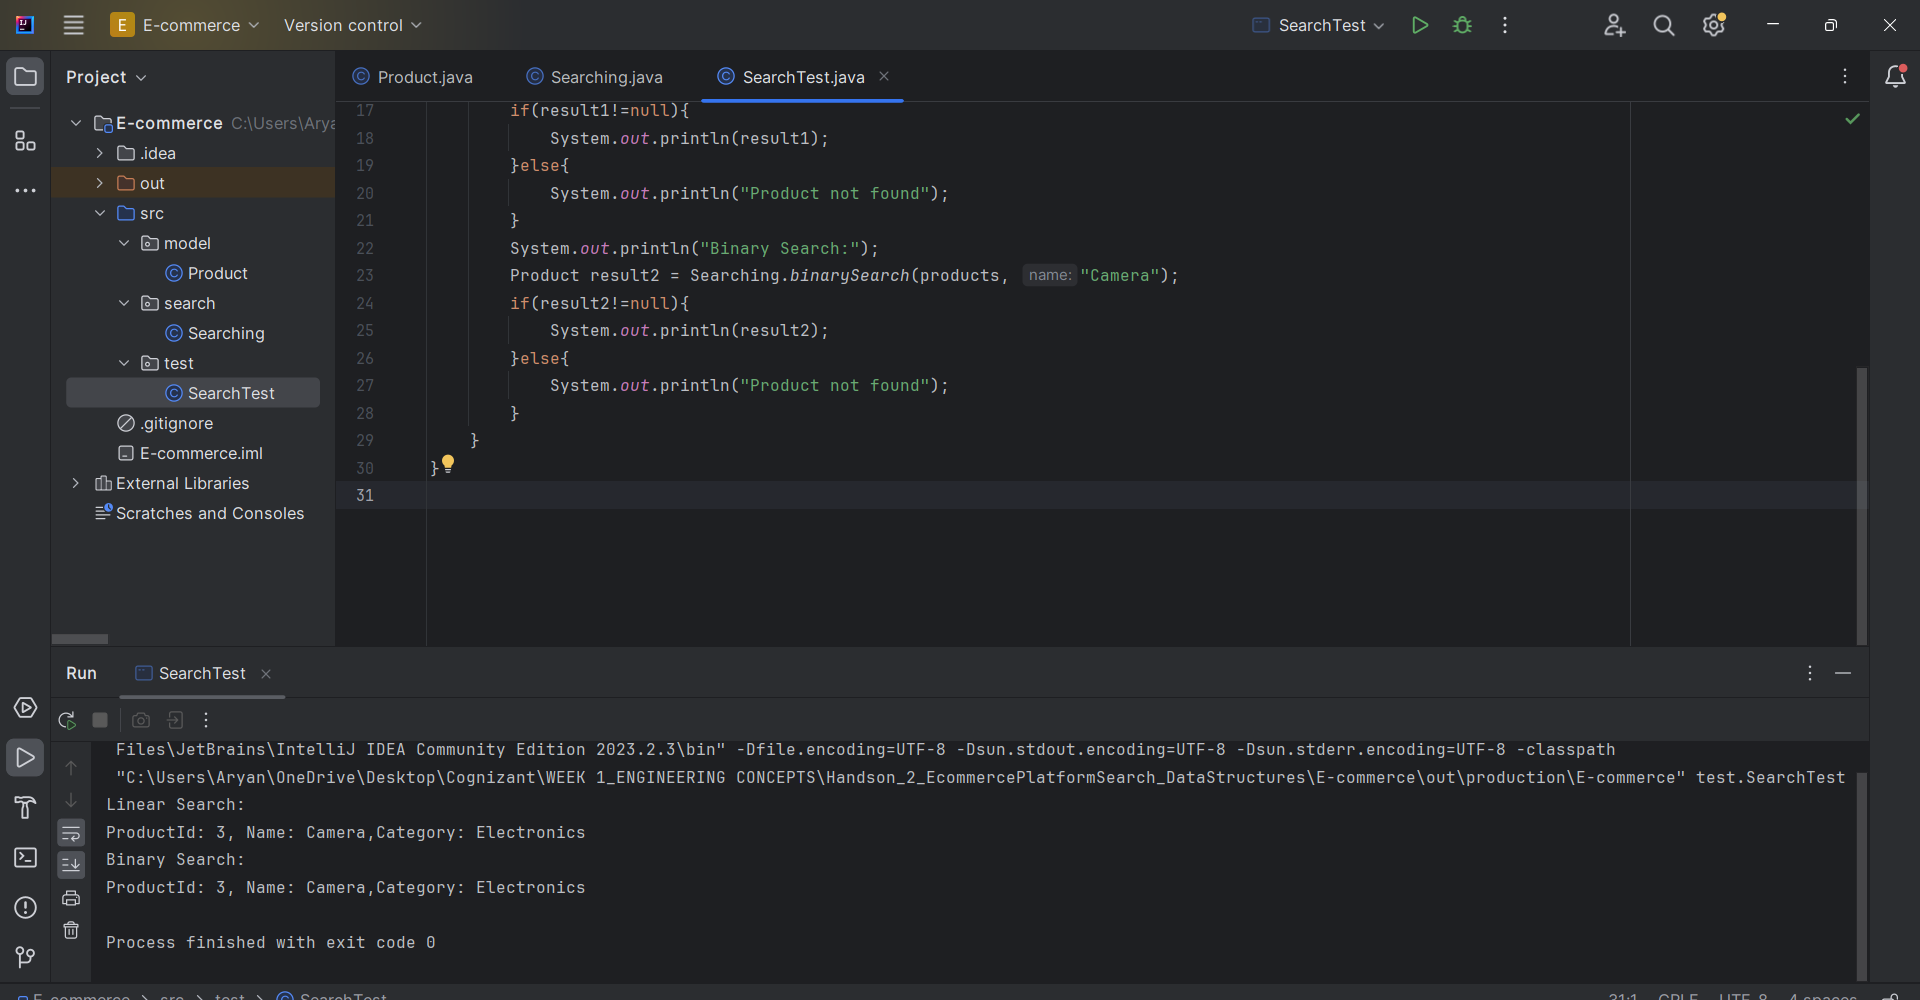 E E-commerce Version control SearchTest
Project
Product.java Searching.java SearchTest.java
E-commerce C:\Users\Arya
.idea
out
src
model
Product
search
Searching
test
SearchTest
.gitignore
E-commerce.iml
External Libraries
Scratches and Consoles
17 if(result1!=null){
18 System.out.println(result1);
19 }else{
20 System.out.println("Product not found");
21 }
22 System.out.println("Binary Search:");
23 Product result2 = Searching.binarySearch(products, name: "Camera");
24 if(result2!=null){
25 System.out.println(result2);
26 }else{
27 System.out.println("Product not found");
28 }
29 }
30 }
31
Run SearchTest
Files\JetBrains\IntelliJ IDEA Community Edition 2023.2.3\bin" -Dfile.encoding=UTF-8 -Dsun.stdout.encoding=UTF-8 -Dsun.stderr.encoding=UTF-8 -classpath
"C:\Users\Aryan\OneDrive\Desktop\Cognizant\WEEK 1_ENGINEERING CONCEPTS\Handson_2_EcommercePlatformSearch_DataStructures\E-commerce\out\production\E-commerce" test.SearchTest
Linear Search:
ProductId: 3, Name: Camera,Category: Electronics
Binary Search:
ProductId: 3, Name: Camera,Category: Electronics
Process finished with exit code 0
E-commerce > src > test > SearchTest 31:1 CRLF UTF-8 4 spaces